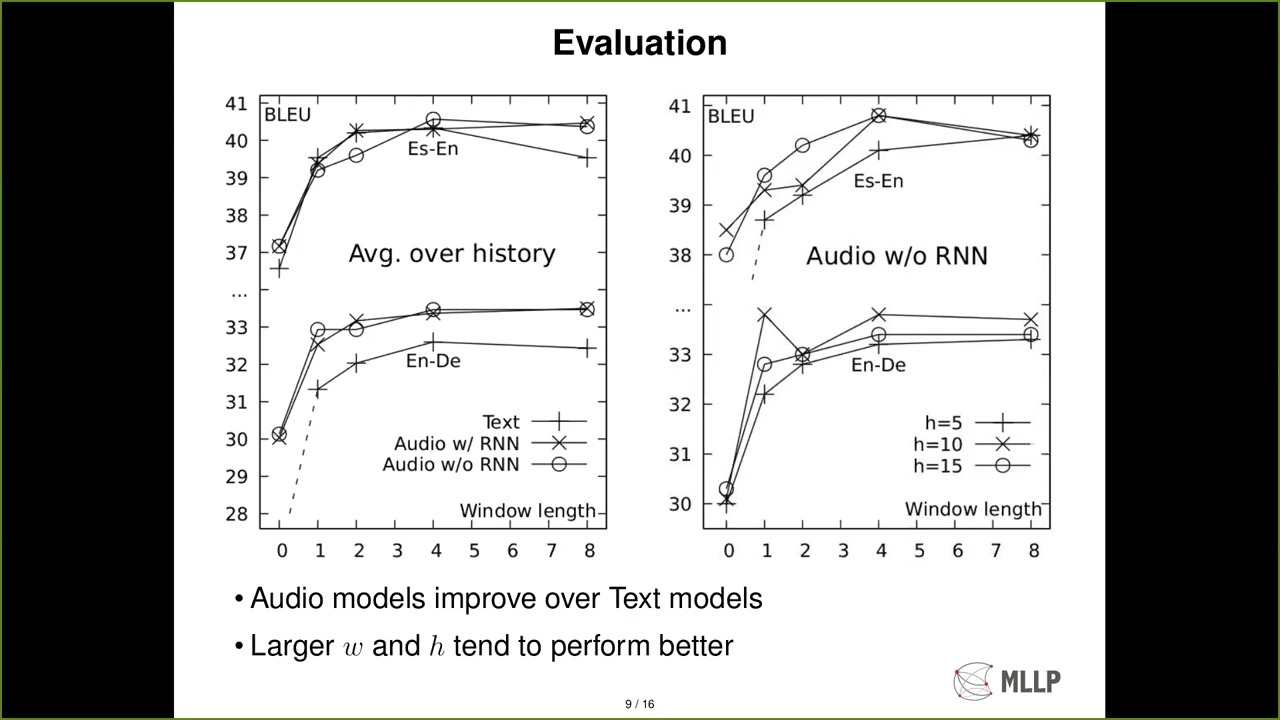 Evaluation
BLEU
41
40
39
38
37
...
33
32
31
30
29
28
Es-En
Avg. over history
En-De
Text
Audio w/ RNN
Audio w/o RNN
Window length
0 1 2 3 4 5 6 7 8
BLEU
41
40
39
38
...
33
32
31
30
Es-En
Audio w/o RNN
En-De
h=5
h=10
h=15
Window length
0 1 2 3 4 5 6 7 8
• Audio models improve over Text models
• Larger w and h tend to perform better
MLLP
9 / 16